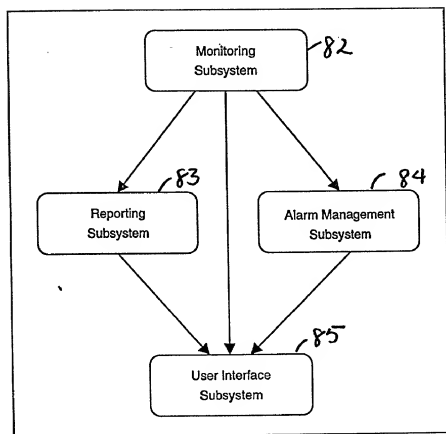 Monitoring
Subsystem
82
83
Reporting
Subsystem
84
Alarm Management
Subsystem
85
User Interface
Subsystem